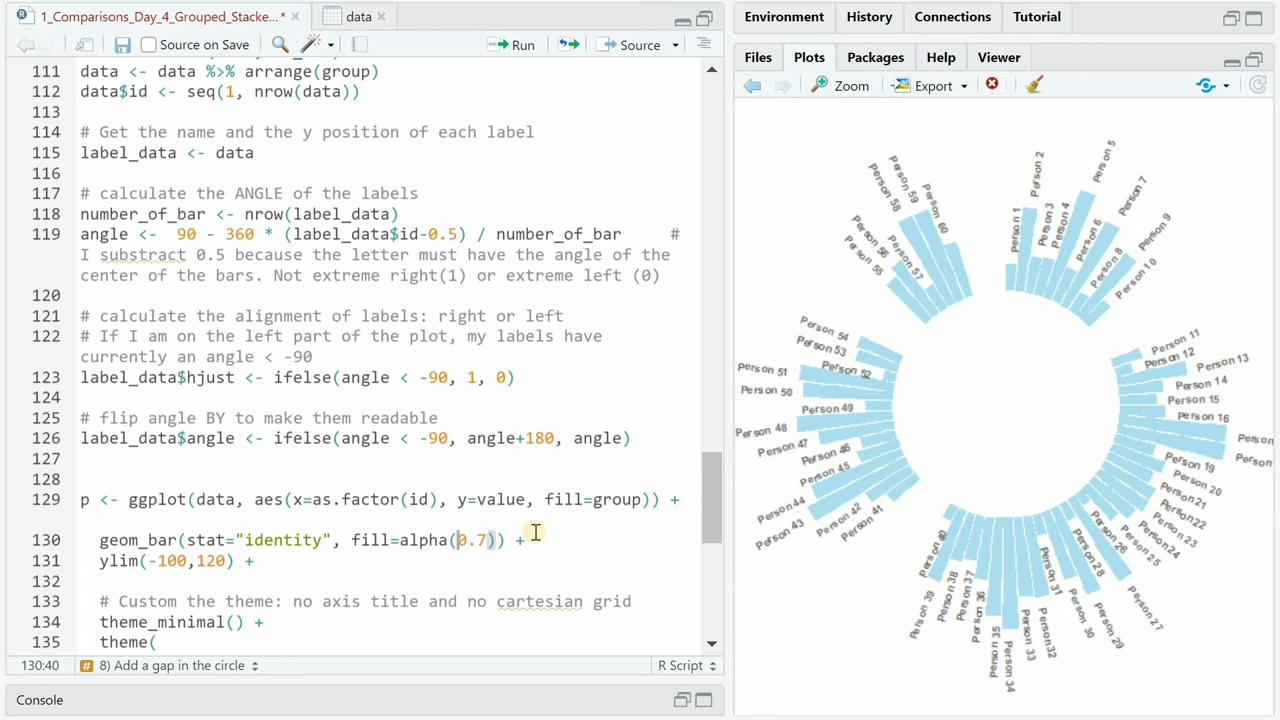 1_Comparisons_Day_4_Grouped_Stacke...*
data
Source on Save
Run
Source
111 data <- data %>% arrange(group)
112 data$id <- seq(1, nrow(data))
113
114 # Get the name and the y position of each label
115 label_data <- data
116
117 # calculate the ANGLE of the labels
118 number_of_bar <- nrow(label_data)
119 angle <-  90 - 360 * (label_data$id-0.5) / number_of_bar     #
I substract 0.5 because the letter must have the angle of the
center of the bars. Not extreme right(1) or extreme left (0)
120
121 # calculate the alignment of labels: right or left
122 # If I am on the left part of the plot, my labels have
currently an angle < -90
123 label_data$hjust <- ifelse(angle < -90, 1, 0)
124
125 # flip angle BY to make them readable
126 label_data$angle <- ifelse(angle < -90, angle+180, angle)
127
128
129 p <- ggplot(data, aes(x=as.factor(id), y=value, fill=group)) +
130 geom_bar(stat="identity", fill=alpha(0.7)) +
131 ylim(-100,120) +
132
133 # Custom the theme: no axis title and no cartesian grid
134 theme_minimal() +
135 theme(
130:40
# 8) Add a gap in the circle
R Script
Console
Environment
History
Connections
Tutorial
Files
Plots
Packages
Help
Viewer
Zoom
Export
Person 1
Person 2
Person 3
Person 4
Person 5
Person 6
Person 7
Person 8
Person 9
Person 10
Person 11
Person 12
Person 13
Person 14
Person 15
Person 16
Person
Person
Person 19
Person 20
Person 21
Person 22
Person 23
Person 24
Person 25
Person 26
Person 27
Person 28
Person 29
Person 30
Person 31
Person 32
Person 33
Person 34
Person 35
Person 36
Person 37
Person 38
Person 39
Person 40
Person 41
Person 42
Person 43
Person 44
Person 45
Person 46
Person 47
Person 48
Person 49
Person 50
Person 51
Person 52
Person 53
Person 54
Person 55
Person 56
Person 57
Person 58
Person 59
Person 60